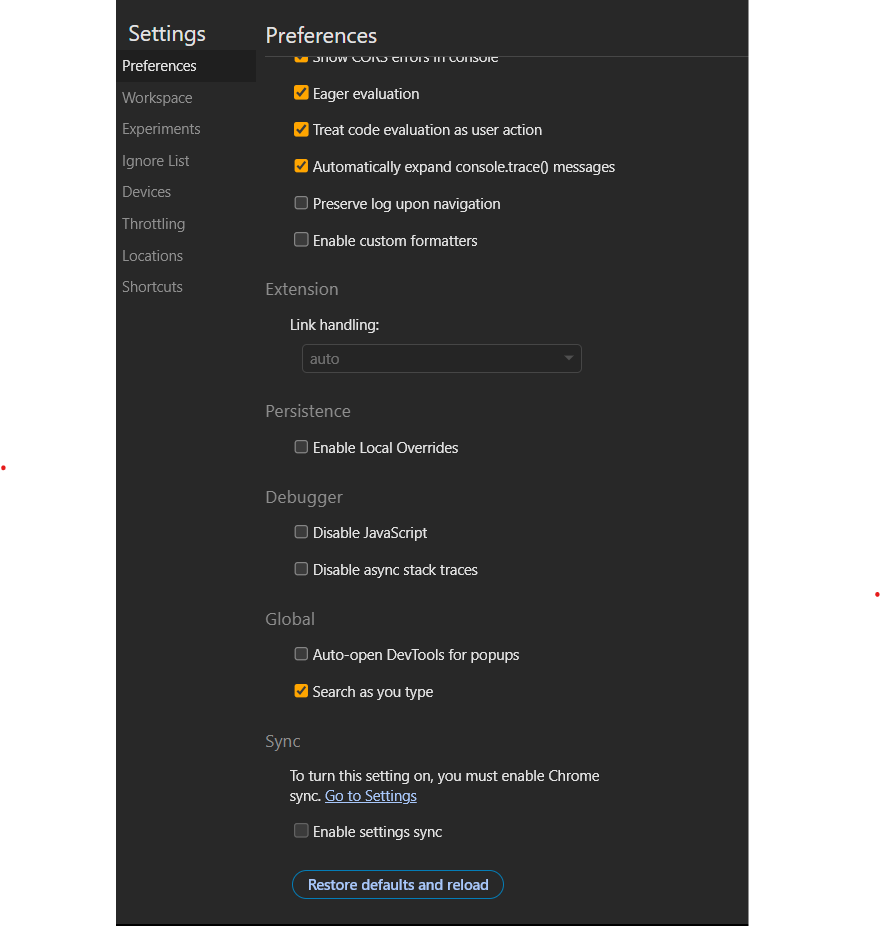 Settings
Preferences
Workspace
Experiments
Ignore List
Devices
Throttling
Locations
Shortcuts
Preferences
Show CORS errors in console
Eager evaluation
Treat code evaluation as user action
Automatically expand console.trace() messages
Preserve log upon navigation
Enable custom formatters
Extension
Link handling:
auto
Persistence
Enable Local Overrides
Debugger
Disable JavaScript
Disable async stack traces
Global
Auto-open DevTools for popups
Search as you type
Sync
To turn this setting on, you must enable Chrome
sync. Go to Settings
Enable settings sync
Restore defaults and reload